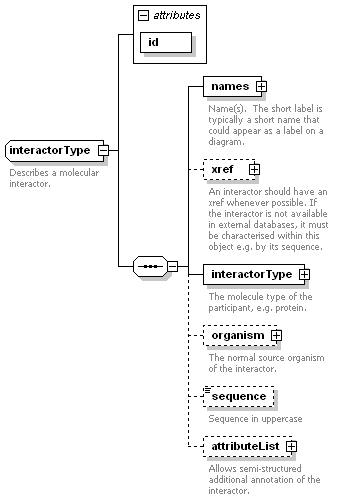 attributes
id
interactorType
Describes a molecular
interactor.
names
Name(s).  The short label is
typically a short name that
could appear as a label on a
diagram.
xref
An interactor should have an
xref whenever possible. If
the interactor is not available
in external databases, it must
be characterised within this
object e.g. by its sequence.
interactorType
The molecule type of the
participant, e.g. protein.
organism
The normal source organism
of the interactor.
sequence
Sequence in uppercase
attributeList
Allows semi-structured
additional annotation of the
interactor.